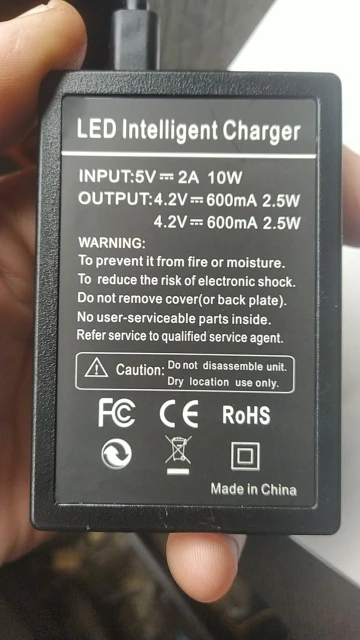 LED Intelligent Charger
INPUT:5V⎓2A 10W
OUTPUT:4.2V⎓600mA 2.5W
4.2V⎓600mA 2.5W
WARNING:
To prevent it from fire or moisture.
To reduce the risk of electronic shock.
Do not remove cover(or back plate).
No user-serviceable parts inside.
Refer service to qualified service agent.
Caution: Do not disassemble unit.
Dry location use only.
FC CE RoHS
Made in China